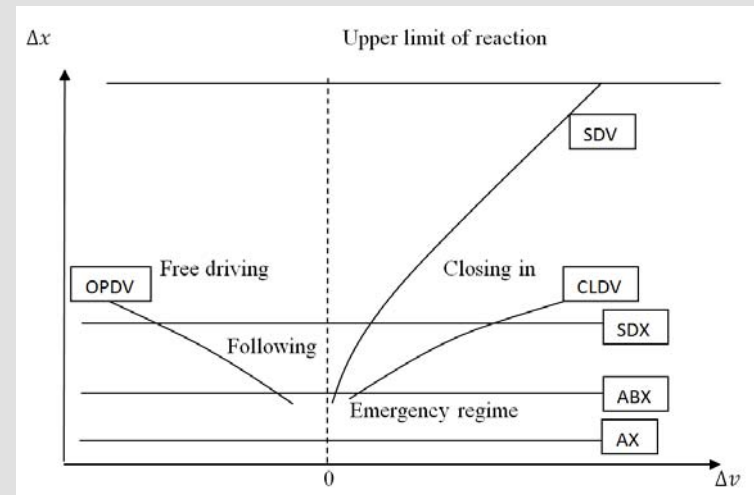 Δx
Upper limit of reaction
SDV
Free driving
Closing in
OPDV
CLDV
SDX
Following
ABX
Emergency regime
AX
0
Δv